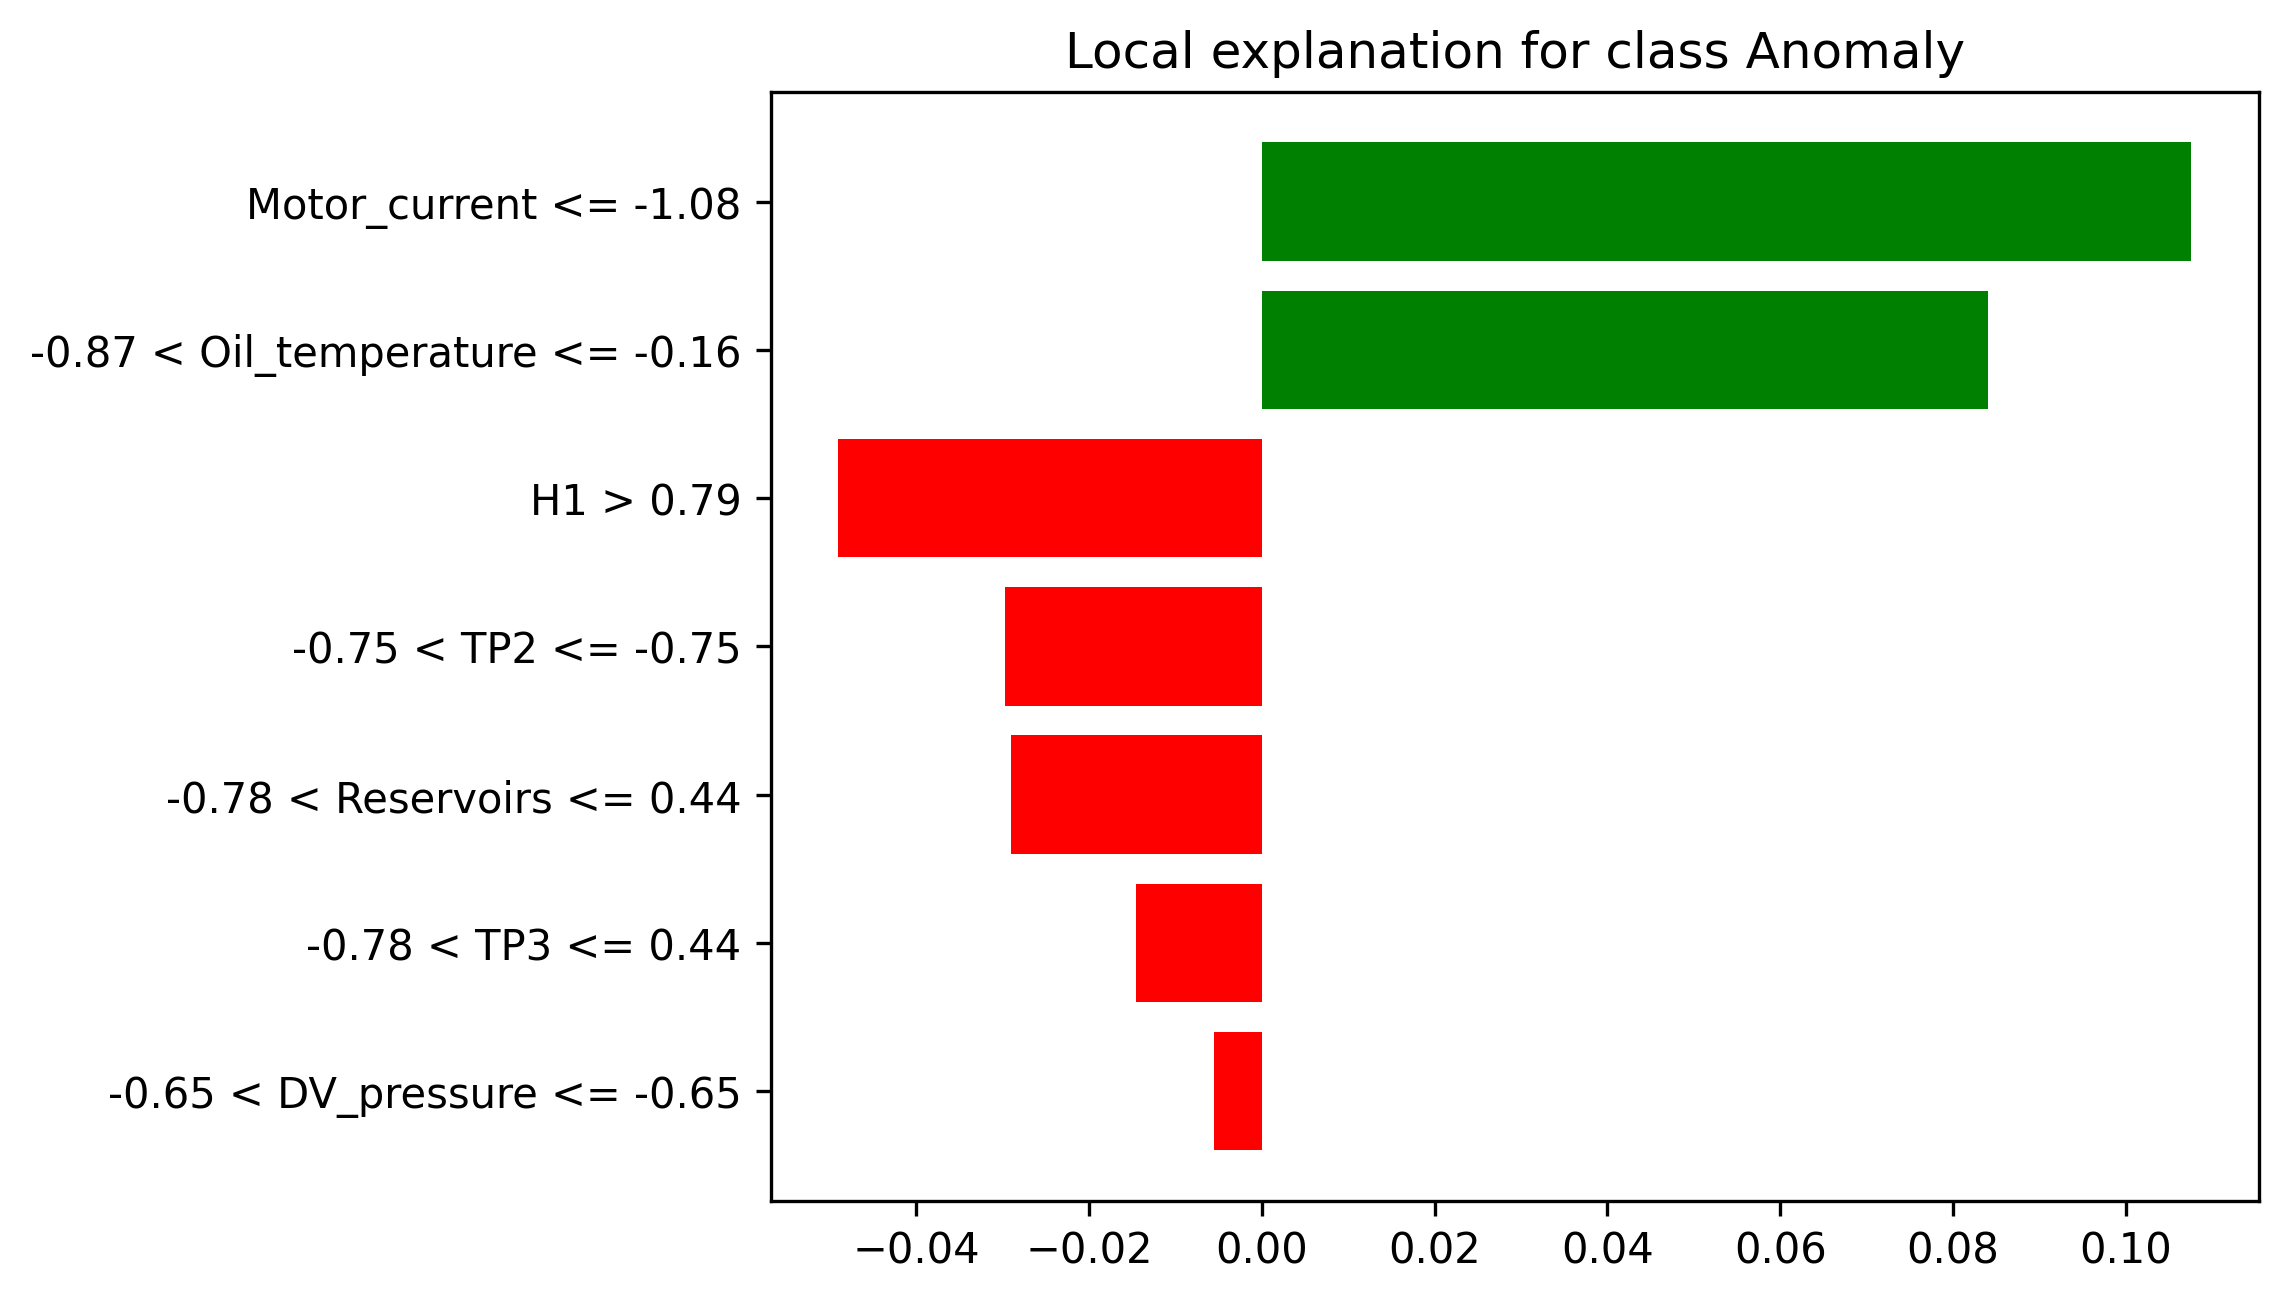 Local explanation for class Anomaly
Motor_current <= -1.08
-0.87 < Oil_temperature <= -0.16
H1 > 0.79
-0.75 < TP2 <= -0.75
-0.78 < Reservoirs <= 0.44
-0.78 < TP3 <= 0.44
-0.65 < DV_pressure <= -0.65
−0.04 −0.02 0.00 0.02 0.04 0.06 0.08 0.10